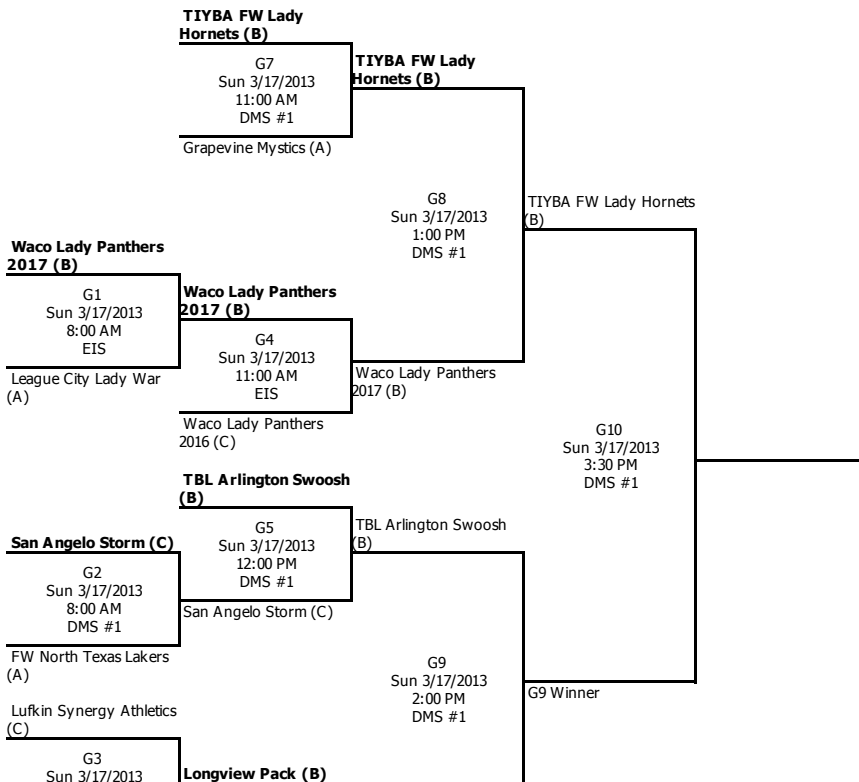 TIYBA FW Lady
Hornets (B)
G7
Sun 3/17/2013
11:00 AM
DMS #1
Grapevine Mystics (A)
TIYBA FW Lady
Hornets (B)
G8
Sun 3/17/2013
1:00 PM
DMS #1
TIYBA FW Lady Hornets
(B)
Waco Lady Panthers
2017 (B)
G1
Sun 3/17/2013
8:00 AM
EIS
League City Lady War
(A)
Waco Lady Panthers
2017 (B)
G4
Sun 3/17/2013
11:00 AM
EIS
Waco Lady Panthers
2016 (C)
Waco Lady Panthers
2017 (B)
G10
Sun 3/17/2013
3:30 PM
DMS #1
TBL Arlington Swoosh
(B)
G5
Sun 3/17/2013
12:00 PM
DMS #1
San Angelo Storm (C)
TBL Arlington Swoosh
(B)
San Angelo Storm (C)
G2
Sun 3/17/2013
8:00 AM
DMS #1
FW North Texas Lakers
(A)
G9
Sun 3/17/2013
2:00 PM
DMS #1
G9 Winner
Lufkin Synergy Athletics
(C)
G3
Sun 3/17/2013
Longview Pack (B)